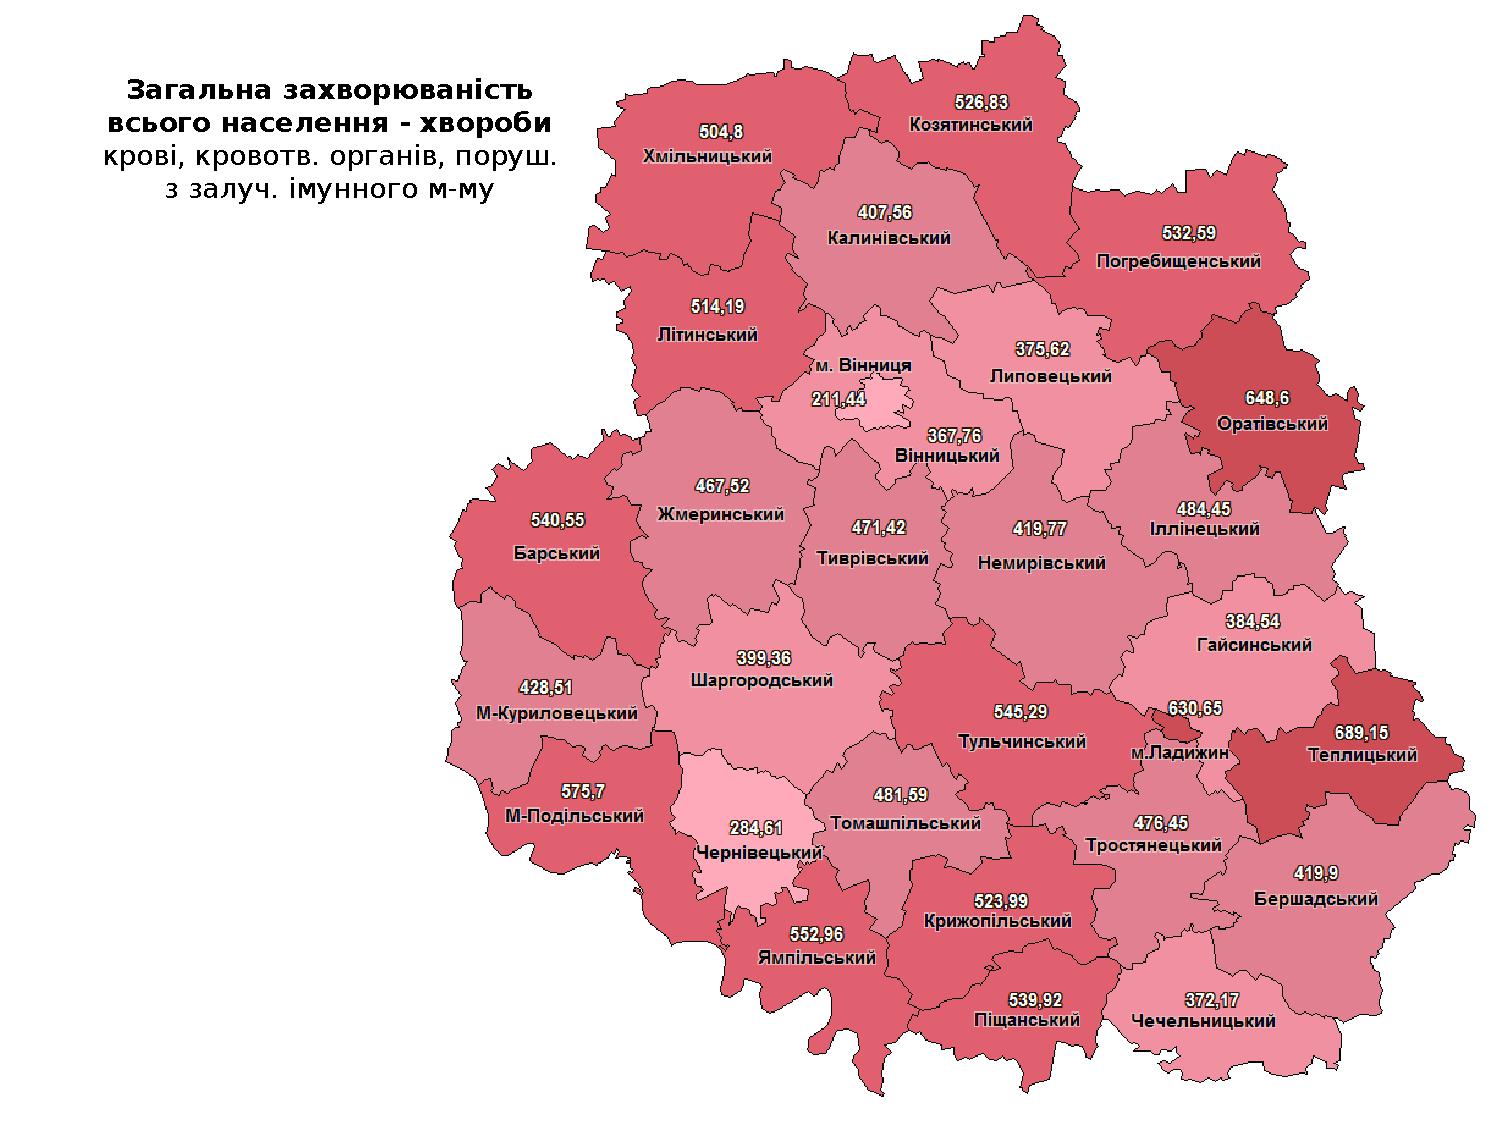 Загальна захворюваність
всього населення - хвороби
крові, кровотв. органів, поруш.
з залуч. імунного м-му
526,83
Козятинський
504,8
Хмільницький
407,56
Калинівський
532,59
Погребищенський
514,19
Літинський
375,62
Липовецький
м. Вінниця
211,44
648,6
Оратівський
367,76
Вінницький
467,52
Жмеринський
484,45
Іллінецький
540,55
Барський
471,42
Тиврівський
419,77
Немирівський
384,54
Гайсинський
399,36
Шаргородський
428,51
М-Куриловецький
545,29
Тульчинський
630,65
м.Ладижин
689,15
Теплицький
575,7
М-Подільський
481,59
Томашпільський
284,61
Чернівецький
476,45
Тростянецький
419,9
Бершадський
523,99
Крижопільський
552,96
Ямпільський
539,92
Піщанський
372,17
Чечельницький